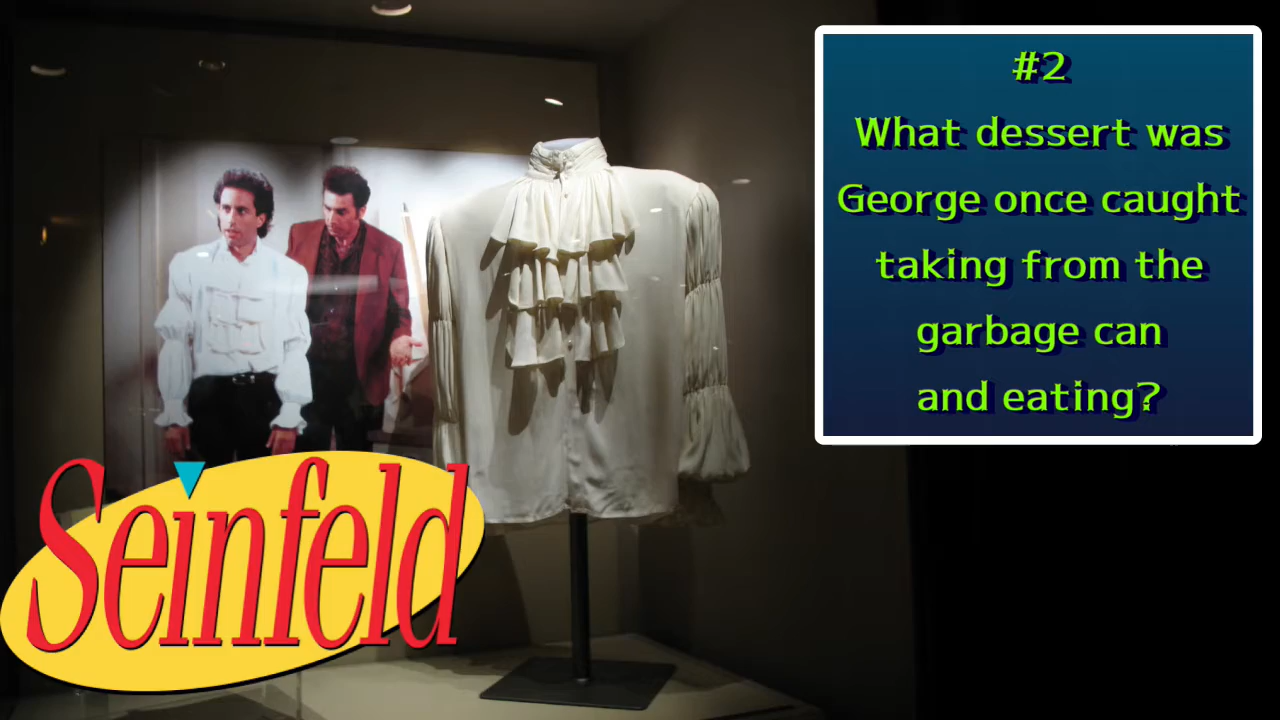 #2
What dessert was
George once caught
taking from the
garbage can
and eating?
Seinfeld